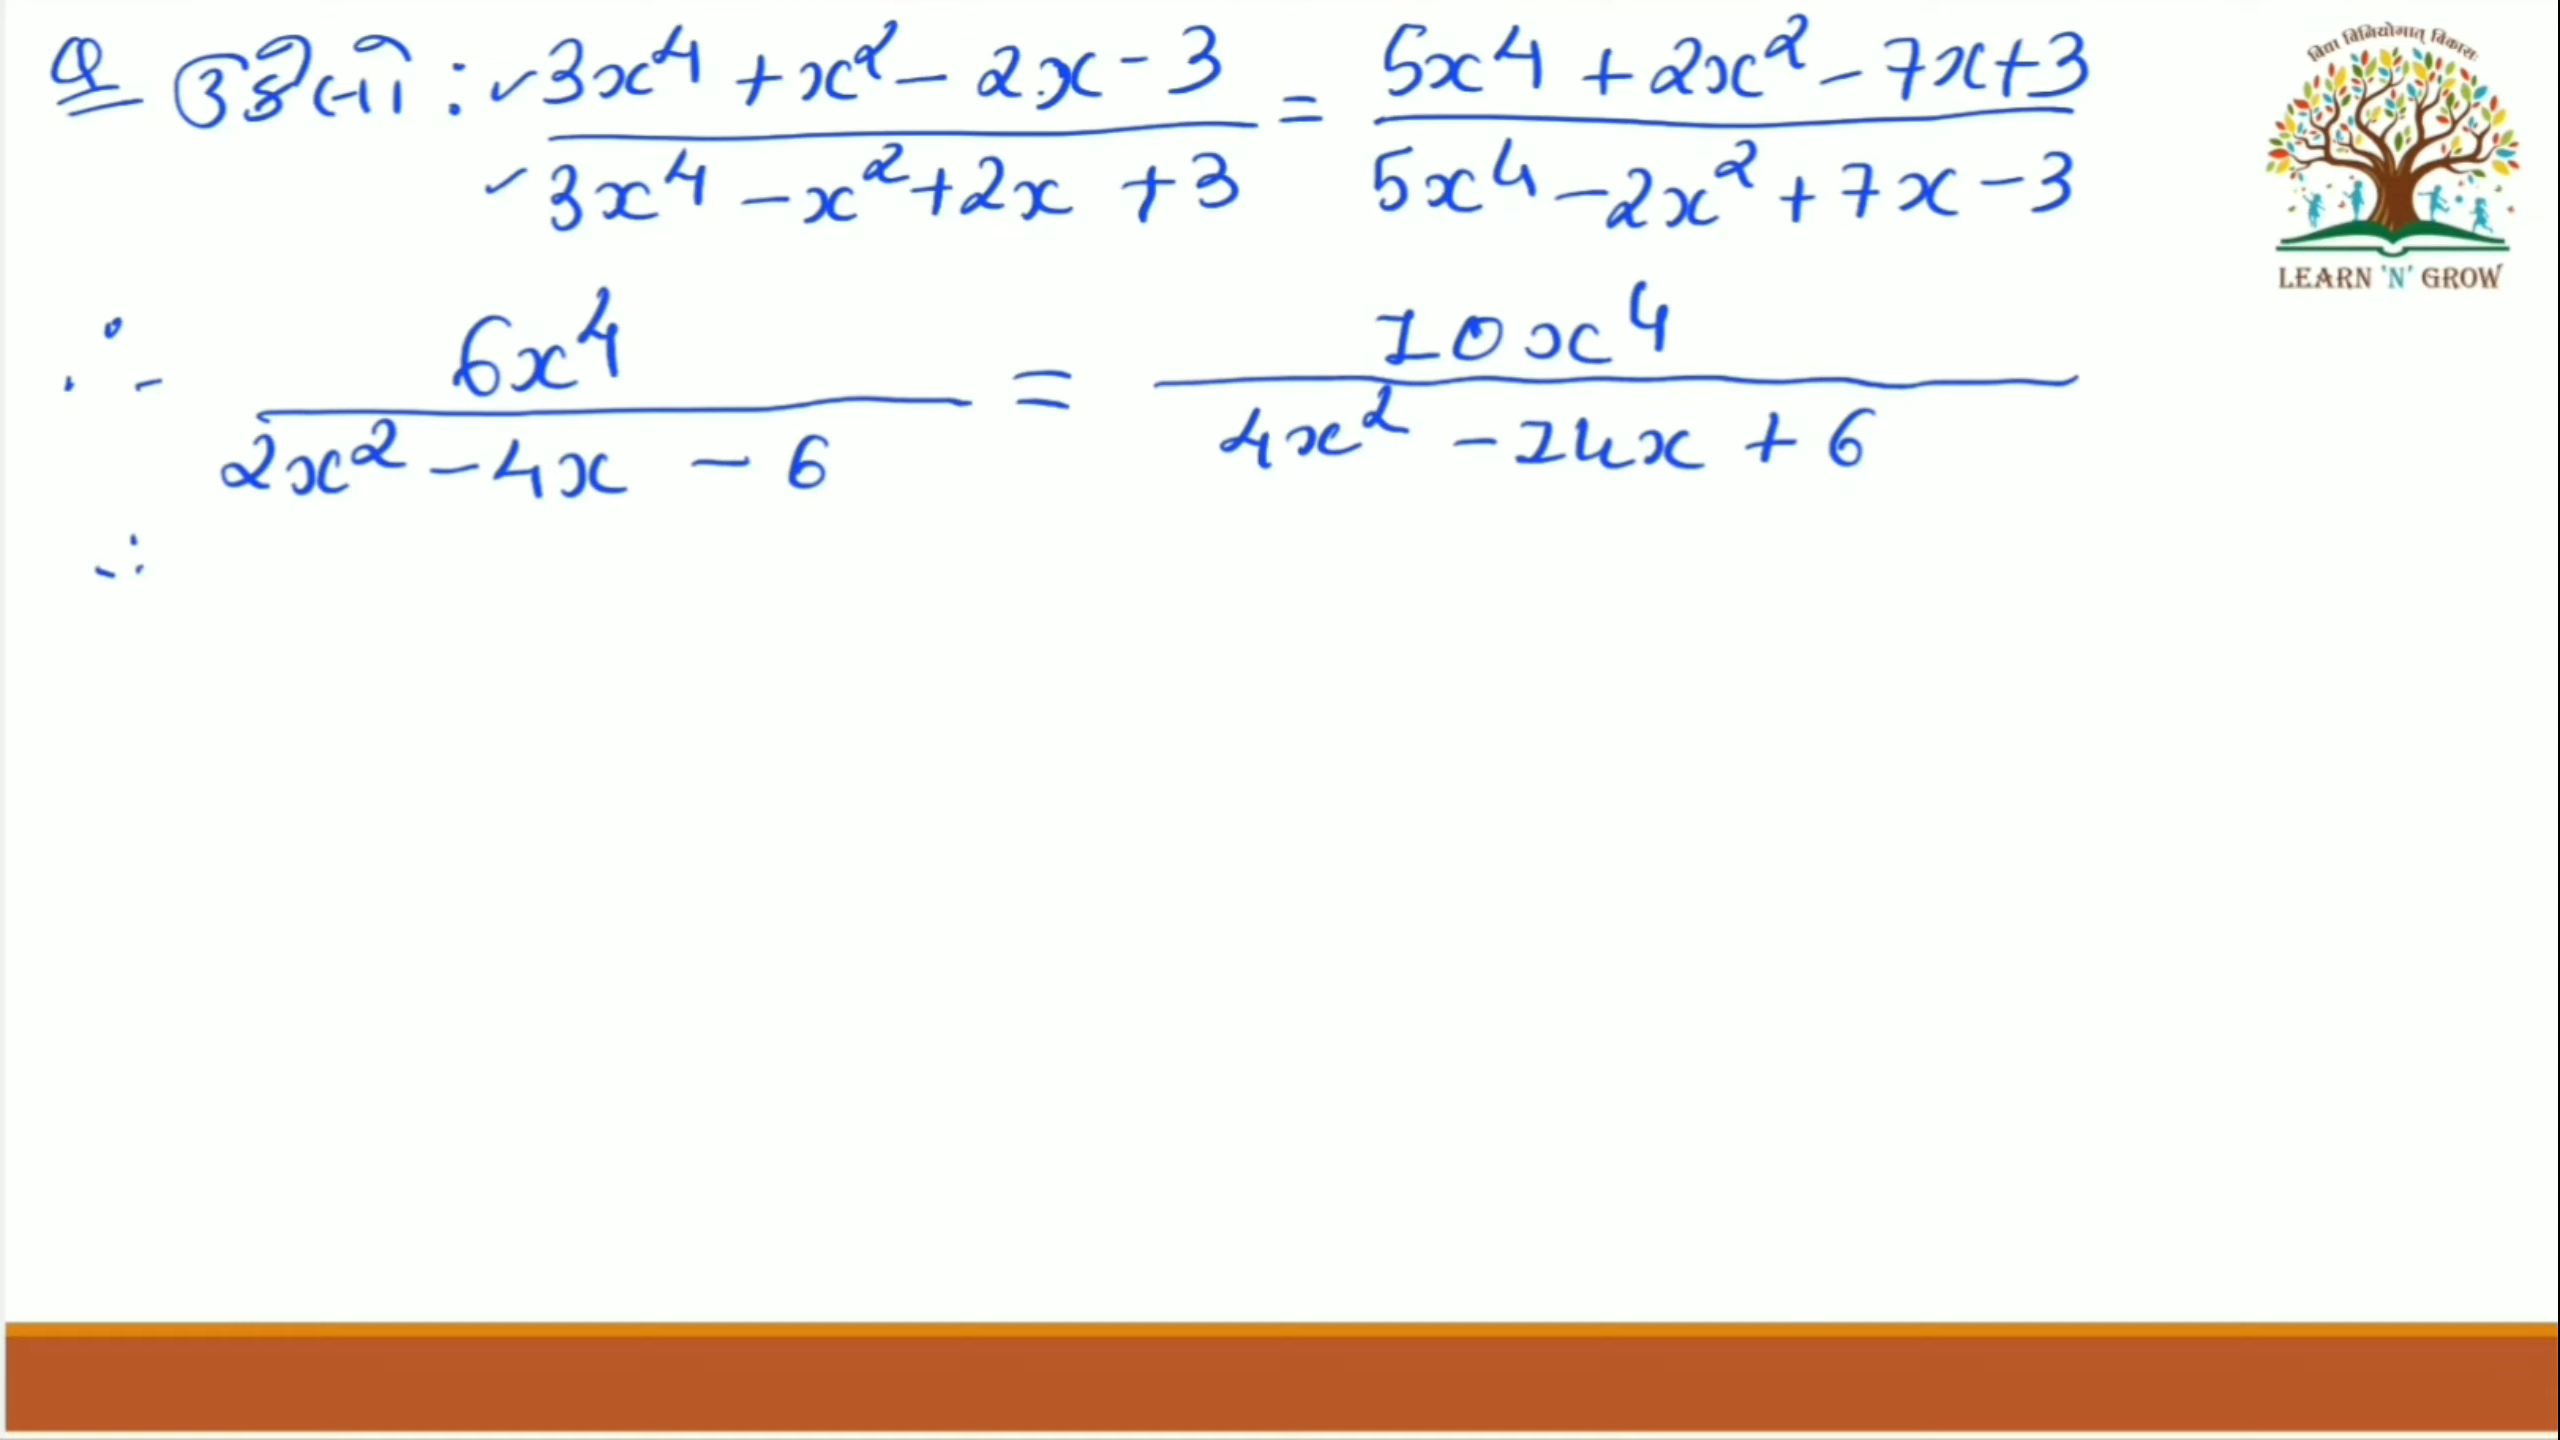 Q ઉકેલો : ✓3x⁴ + x² - 2x - 3 / ✓3x⁴ - x² + 2x + 3 = 5x⁴ + 2x² - 7x + 3 / 5x⁴ - 2x² + 7x - 3
∴ 6x⁴ / 2x² - 4x - 6 = 10x⁴ / 4x² - 14x + 6
∴
विद्या विनियोगात् विकासः
LEARN 'N' GROW